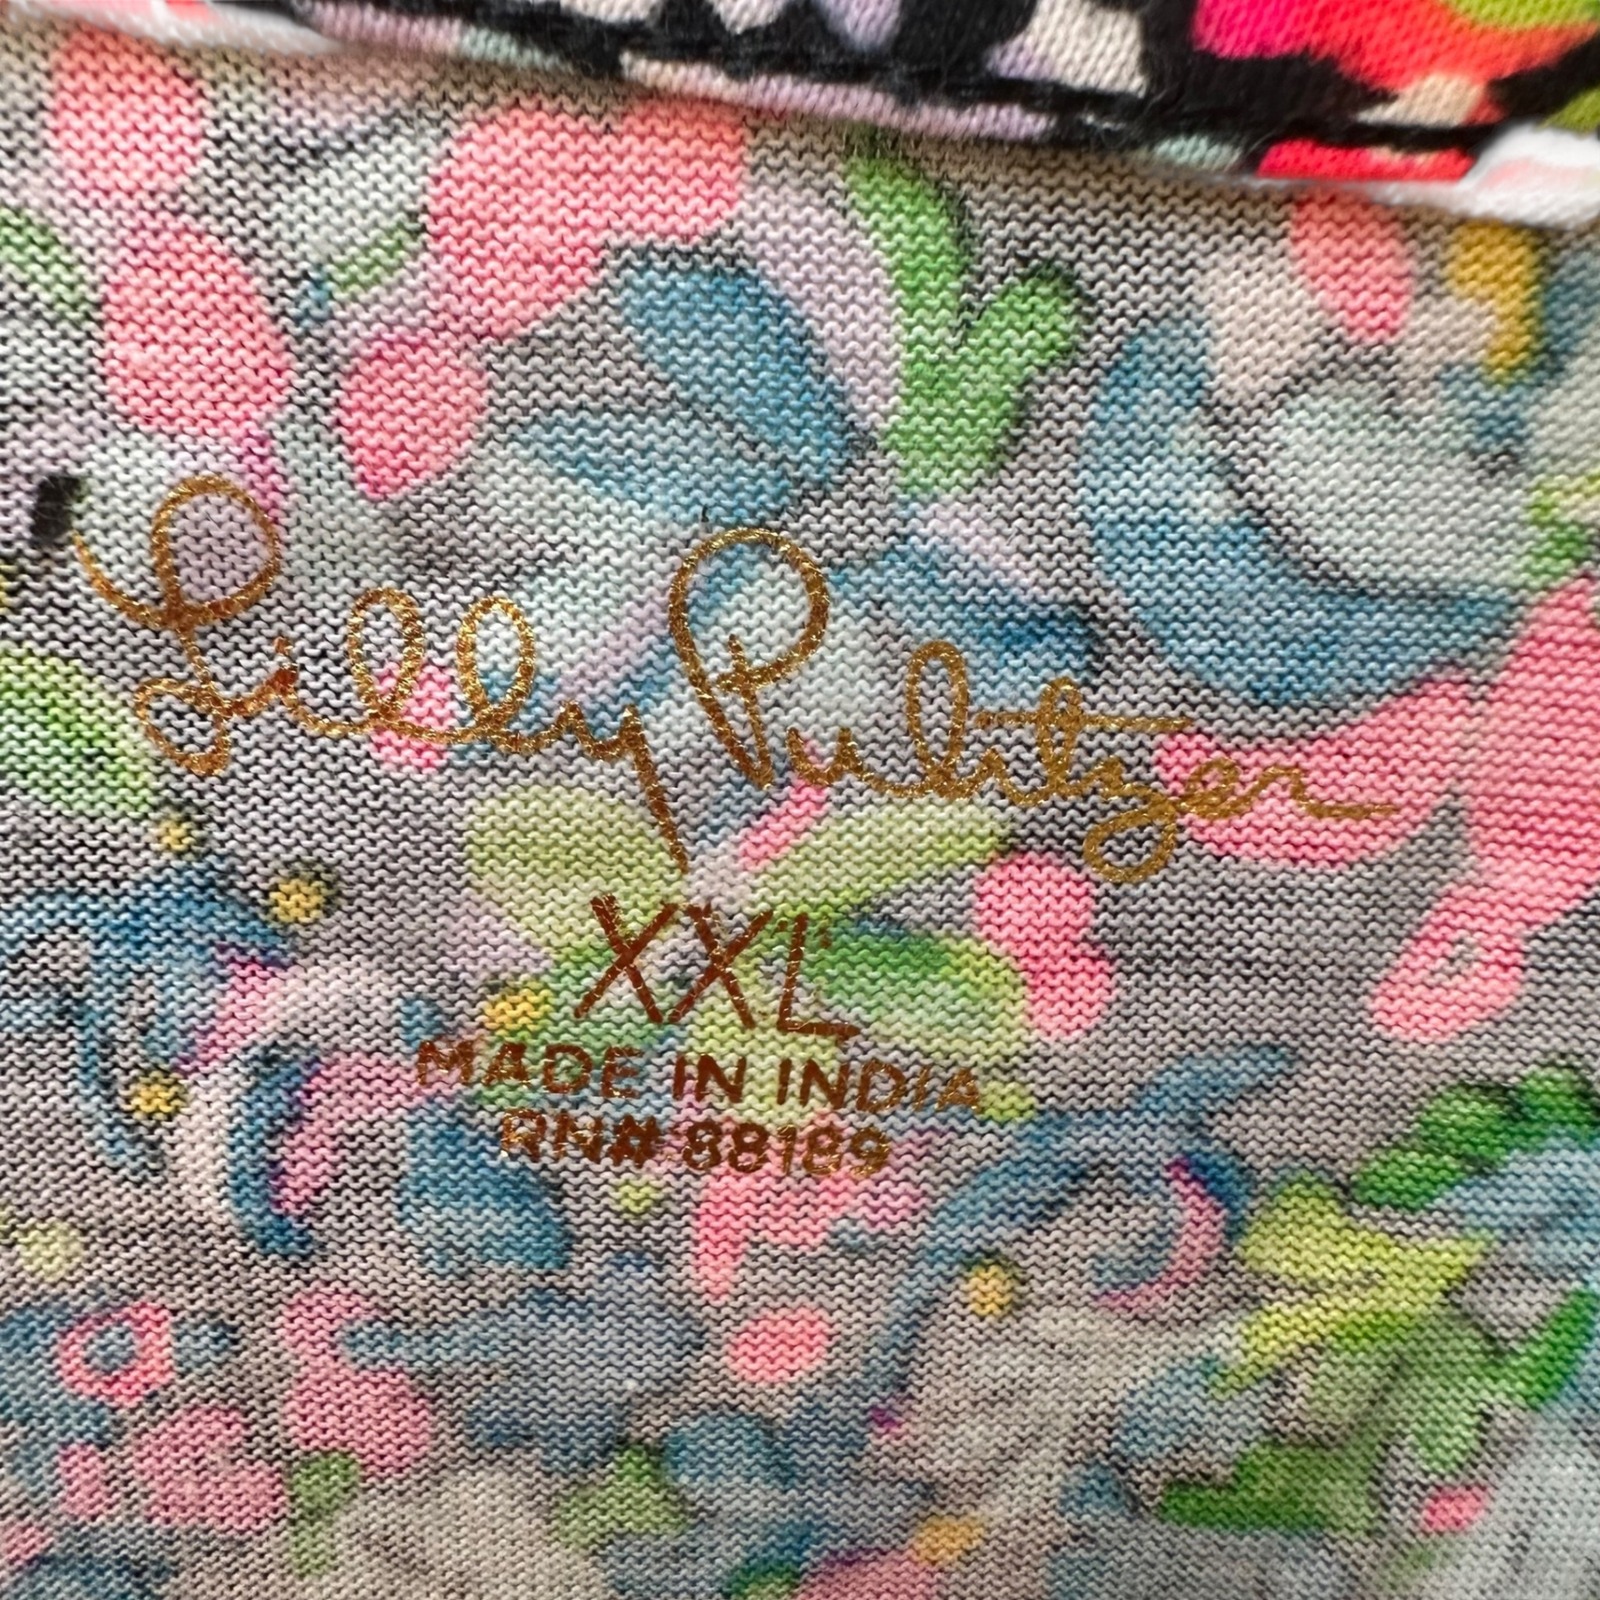 Lilly Pulitzer
XXL
MADE IN INDIA
RN# 88189